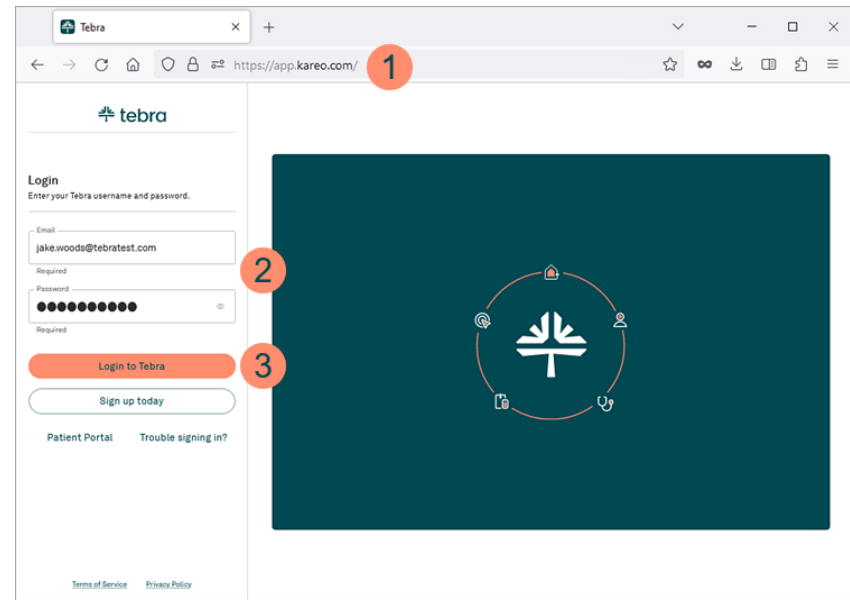 Tebra
https://app.kareo.com/
1
tebra
Login
Enter your Tebra username and password.
Email
jake.woods@tebratest.com
Required
2
Password
Required
Login to Tebra
3
Sign up today
Patient Portal Trouble signing in?
Terms of Service Privacy Policy